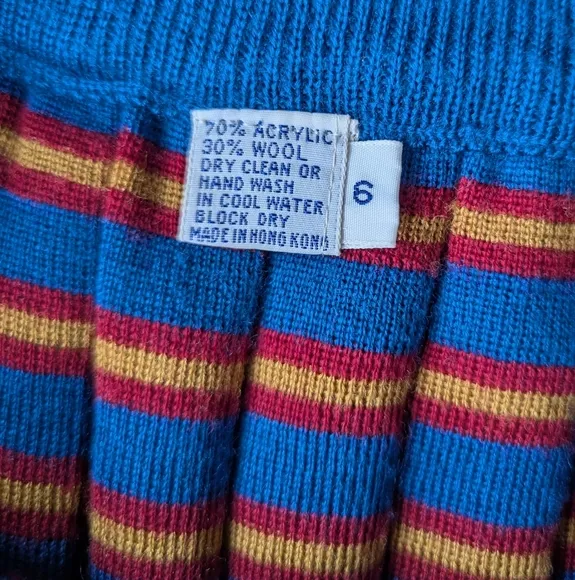 70% ACRYLIC
30% WOOL
DRY CLEAN OR
HAND WASH
IN COOL WATER
BLOCK DRY
MADE IN HONG KONG
6